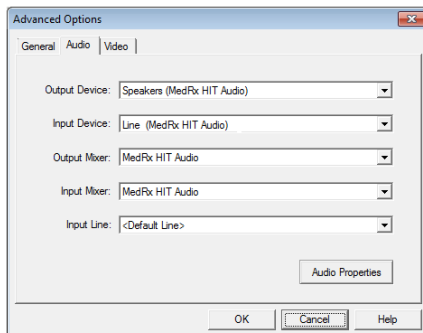 Advanced Options
General Audio Video
Output Device: Speakers (MedRx HIT Audio)
Input Device: Line (MedRx HIT Audio)
Output Mixer: MedRx HIT Audio
Input Mixer: MedRx HIT Audio
Input Line: <Default Line>
Audio Properties
OK Cancel Help